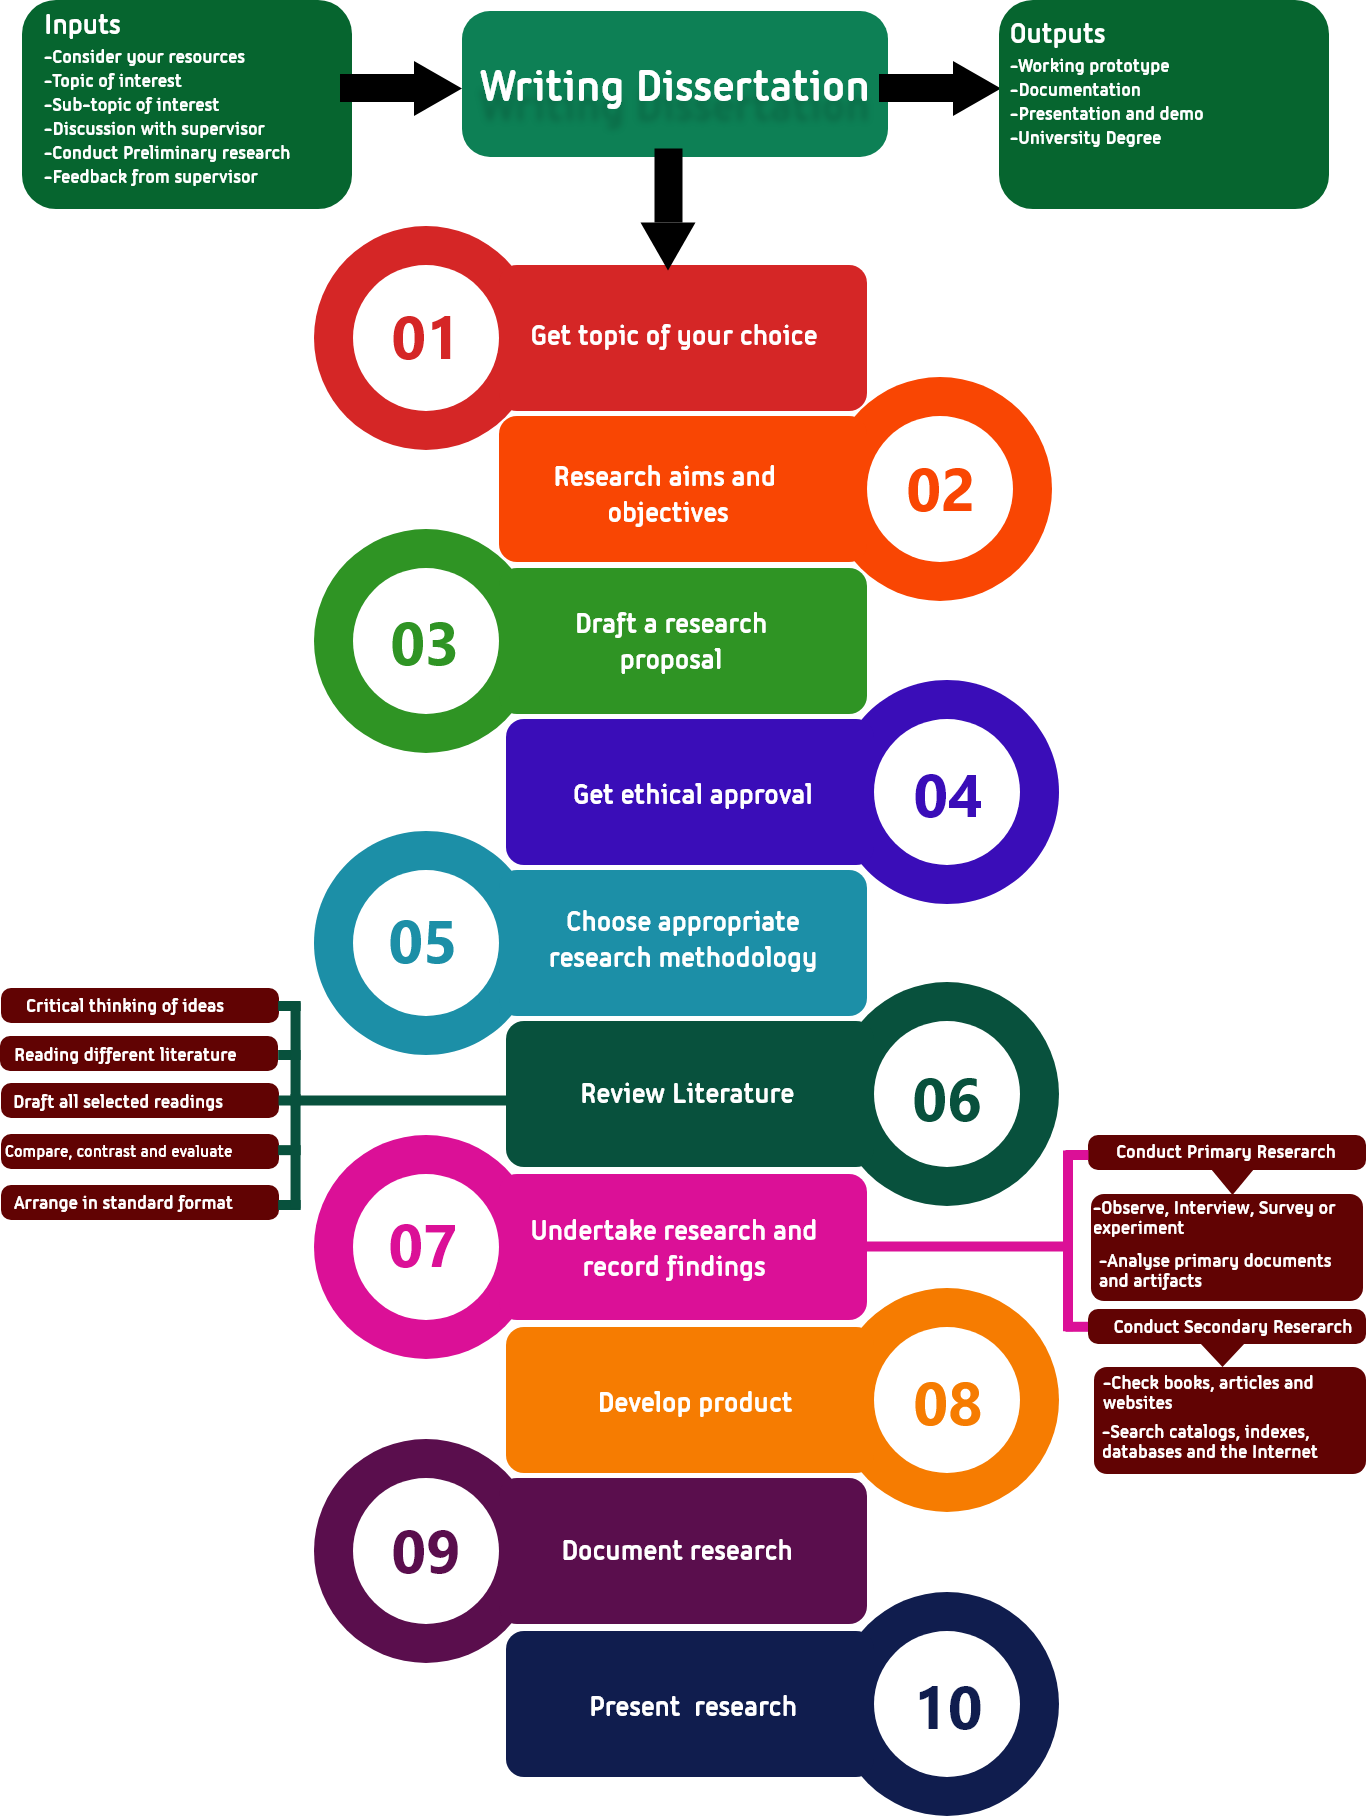 Inputs
-Consider your resources
-Topic of interest
-Sub-topic of interest
-Discussion with supervisor
-Conduct Preliminary research
-Feedback from supervisor
Writing Dissertation
Outputs
-Working prototype
-Documentation
-Presentation and demo
-University Degree
01
Get topic of your choice
Research aims and
objectives
02
03
Draft a research
proposal
Get ethical approval
04
05
Choose appropriate
research methodology
Critical thinking of ideas
Reading different literature
Draft all selected readings
Compare, contrast and evaluate
Arrange in standard format
Review Literature
06
07
Undertake research and
record findings
Conduct Primary Reserarch
-Observe, Interview, Survey or
experiment
-Analyse primary documents
and artifacts
Conduct Secondary Reserarch
-Check books, articles and
websites
-Search catalogs, indexes,
databases and the Internet
Develop product
08
09
Document research
Present  research
10